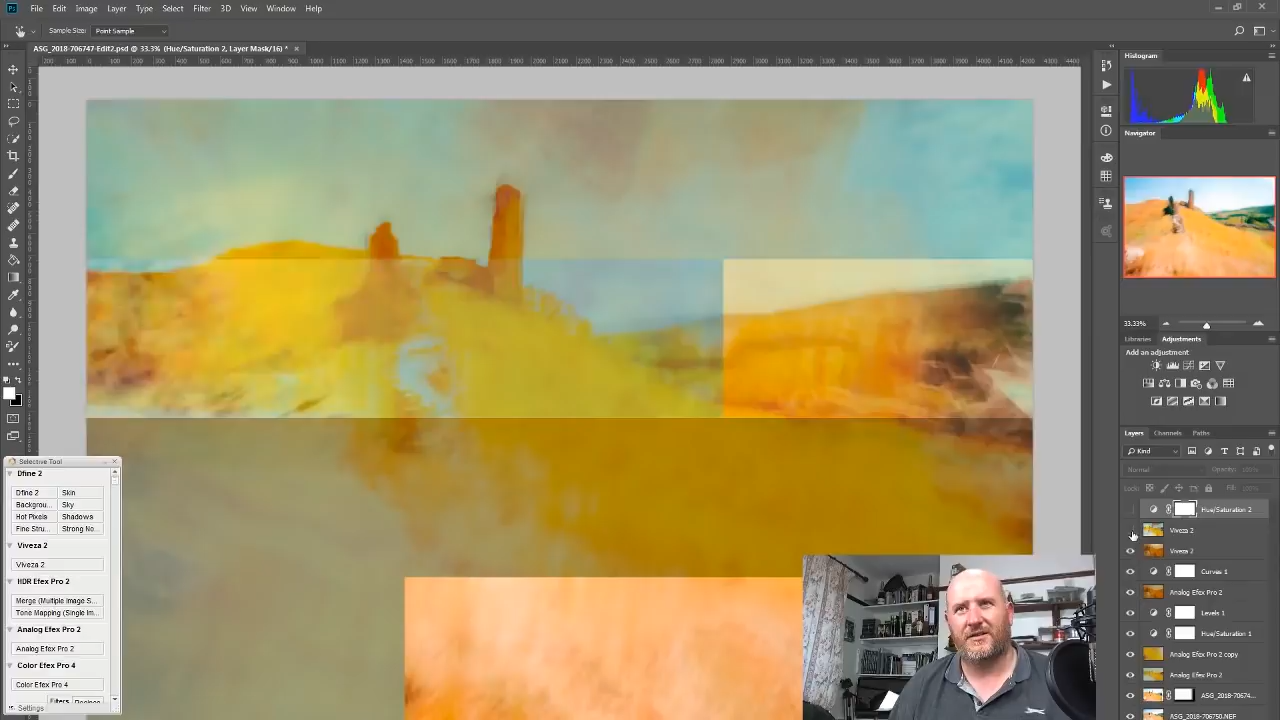 Ps File Edit Image Layer Type Select Filter 3D View Window Help
Sample Size: Point Sample
ASG_2018-706747-Edit2.psd @ 33.3% (Hue/Saturation 2, Layer Mask/16) *
Histogram
Navigator
33.33%
Libraries Adjustments
Add an adjustment
Layers Channels Paths
Kind
Normal Opacity: 100%
Lock: Fill: 100%
Hue/Saturation 2
Viveza 2
Viveza 2
Curves 1
Analog Efex Pro 2
Levels 1
Hue/Saturation 1
Analog Efex Pro 2 copy
Analog Efex Pro 2
ASG_2018-70674...
ASG_2018-706750.NEF
Selective Tool
Dfine 2
Dfine 2 Skin
Backgrou... Sky
Hot Pixels Shadows
Fine Stru... Strong No...
Viveza 2
Viveza 2
HDR Efex Pro 2
Merge (Multiple Image S...
Tone Mapping (Single Im...
Analog Efex Pro 2
Analog Efex Pro 2
Color Efex Pro 4
Color Efex Pro 4
Filters
Settings